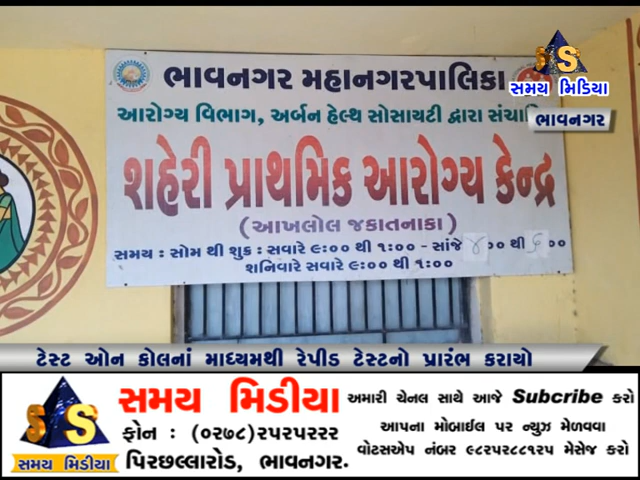 ભાવનગર મહાનગરપાલિકા
આરોગ્ય વિભાગ, અર્બન હેલ્થ સોસાયટી દ્વારા
શહેરી પ્રાથમિક આરોગ્ય કેન્દ્ર
(આખલોલ જકાતનાકા)
સમય : સોમ થી શુક્ર : સવારે ૯:૦૦ થી ૧:૦૦ - સાંજે ૪:૦૦ થી ૬:૦૦
શનિવારે સવારે ૯:૦૦ થી ૧:૦૦
S
સમય મિડિયા
ભાવનગર
ટેસ્ટ ઓન કોલનાં માધ્યમથી રેપીડ ટેસ્ટનો પ્રારંભ કરાયો
S S
સમય મિડીયા
સમય મિડીયા
ફોન : (૦૨૭૮)૨૫૨૫૨૨૨
પિરછલ્લારોડ, ભાવનગર.
અમારી ચેનલ સાથે આજે Subcribe કરો
આપના મોબાઈલ પર ન્યુઝ મેળવવા
વોટસએપ નંબર ૯૮૨૫૨૮૮૧૨૫ મેસેજ કરો